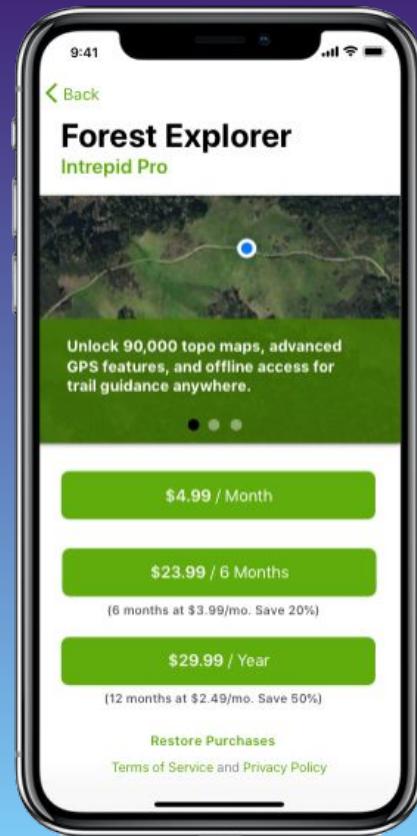 9:41
Back
Forest Explorer
Intrepid Pro
Unlock 90,000 topo maps, advanced
GPS features, and offline access for
trail guidance anywhere.
$4.99 / Month
$23.99 / 6 Months
(6 months at $3.99/mo. Save 20%)
$29.99 / Year
(12 months at $2.49/mo. Save 50%)
Restore Purchases
Terms of Service and Privacy Policy